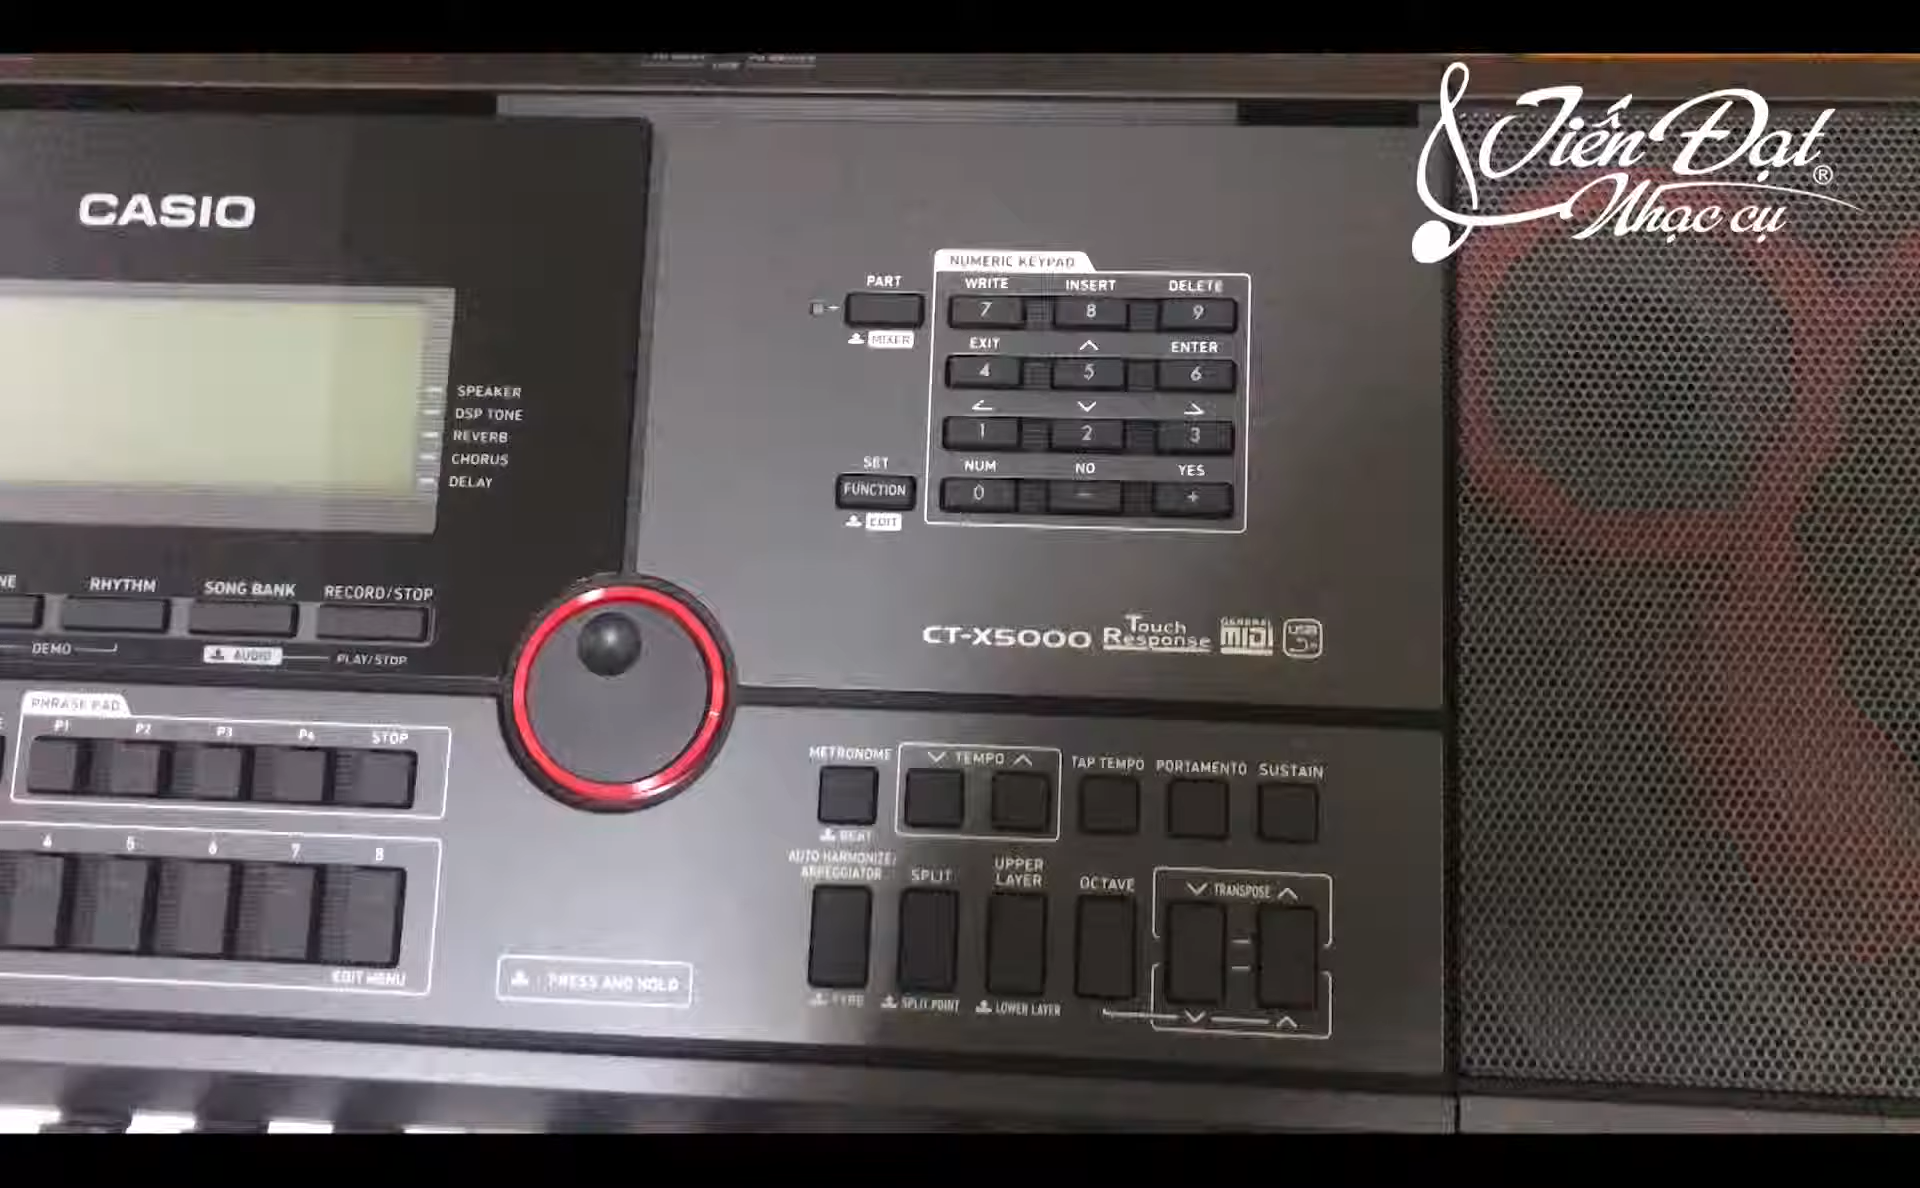 Tiến Đạt®
Nhạc cụ
CASIO
NUMERIC KEYPAD
PART
WRITE INSERT DELETE
7 8 9
MIXER
EXIT ENTER
4 5 6
SPEAKER
DSP TONE
REVERB
CHORUS
DELAY
1 2 3
SET
NUM NO YES
FUNCTION
0 - +
EDIT
RHYTHM SONG BANK RECORD/STOP
DEMO AUDIO PLAY/STOP
CT-X5000 Touch Response GENERAL MIDI USB
PHRASE PAD
P1 P2 P3 P4 STOP
METRONOME TEMPO TAP TEMPO PORTAMENTO SUSTAIN
BEAT
4 5 6 7 8
AUTO HARMONIZE/
ARPEGGIATOR SPLIT UPPER LAYER OCTAVE TRANSPOSE
EDIT MENU
: PRESS AND HOLD
TYPE SPLIT POINT LOWER LAYER